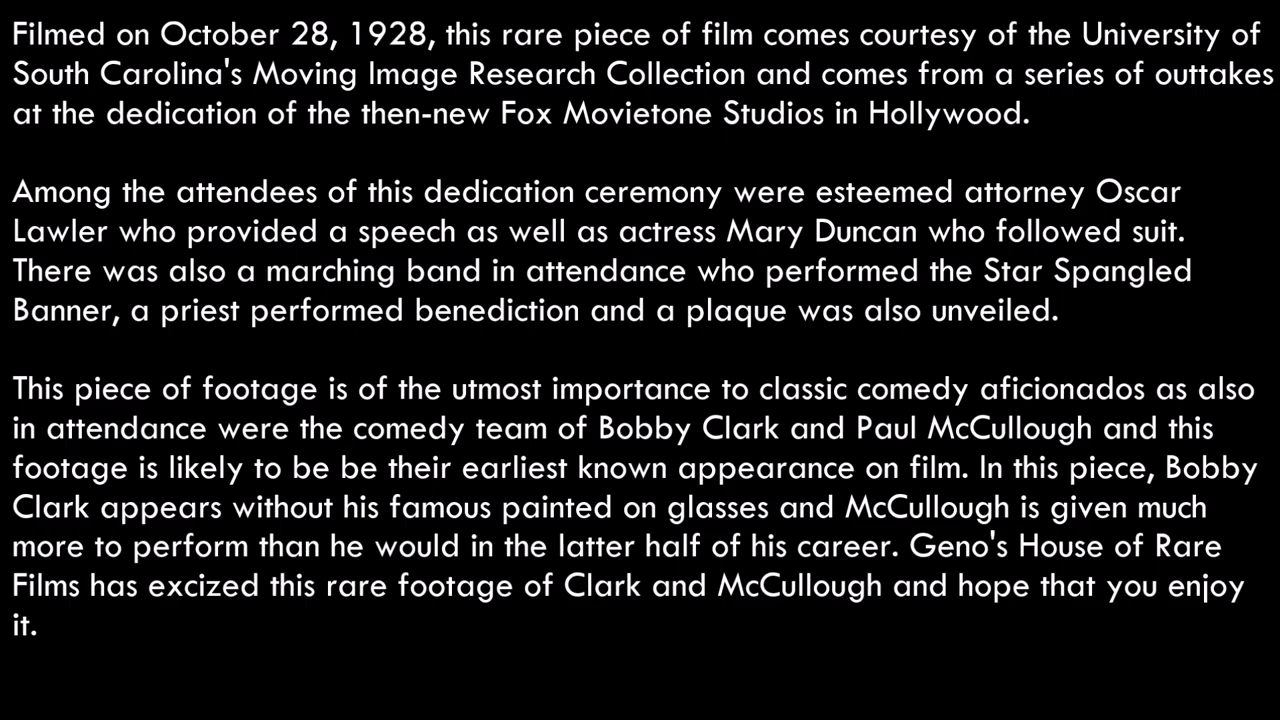 Filmed on October 28, 1928, this rare piece of film comes courtesy of the University of
South Carolina's Moving Image Research Collection and comes from a series of outtakes
at the dedication of the then-new Fox Movietone Studios in Hollywood.
Among the attendees of this dedication ceremony were esteemed attorney Oscar
Lawler who provided a speech as well as actress Mary Duncan who followed suit.
There was also a marching band in attendance who performed the Star Spangled
Banner, a priest performed benediction and a plaque was also unveiled.
This piece of footage is of the utmost importance to classic comedy aficionados as also
in attendance were the comedy team of Bobby Clark and Paul McCullough and this
footage is likely to be be their earliest known appearance on film. In this piece, Bobby
Clark appears without his famous painted on glasses and McCullough is given much
more to perform than he would in the latter half of his career. Geno's House of Rare
Films has excized this rare footage of Clark and McCullough and hope that you enjoy
it.